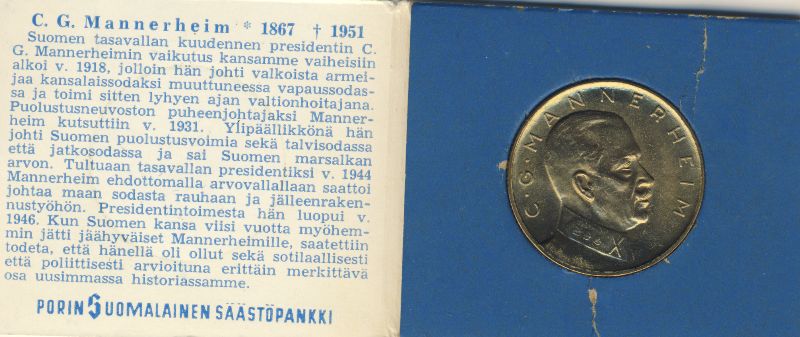 C. G. Mannerheim * 1867 † 1951
Suomen tasavallan kuudennen presidentin C.
G. Mannerheimin vaikutus kansamme vaiheisiin
alkoi v. 1918, jolloin hän johti valkoista armei-
jaa kansalaissodaksi muuttuneessa vapaussodas-
sa ja toimi sitten lyhyen ajan valtionhoitajana.
Puolustusneuvoston puheenjohtajaksi Manner-
heim kutsuttiin v. 1931. Ylipäällikkönä hän
johti Suomen puolustusvoimia sekä talvisodassa
että jatkosodassa ja sai Suomen marsalkan
arvon. Tultuaan tasavallan presidentiksi v. 1944
Mannerheim ehdottomalla arvovallallaan saattoi
johtaa maan sodasta rauhaan ja jälleenraken-
nustyöhön. Presidentintoimesta hän luopui v.
1946. Kun Suomen kansa viisi vuotta myöhem-
min jätti jäähyväiset Mannerheimille, saatettiin
todeta, että hänellä oli ollut sekä sotilaallisesti
että poliittisesti arvioituna erittäin merkittävä
osa uusimmassa historiassamme.
PORIN SUOMALAINEN SÄÄSTÖPANKKI
C·G·MANNERHEIM